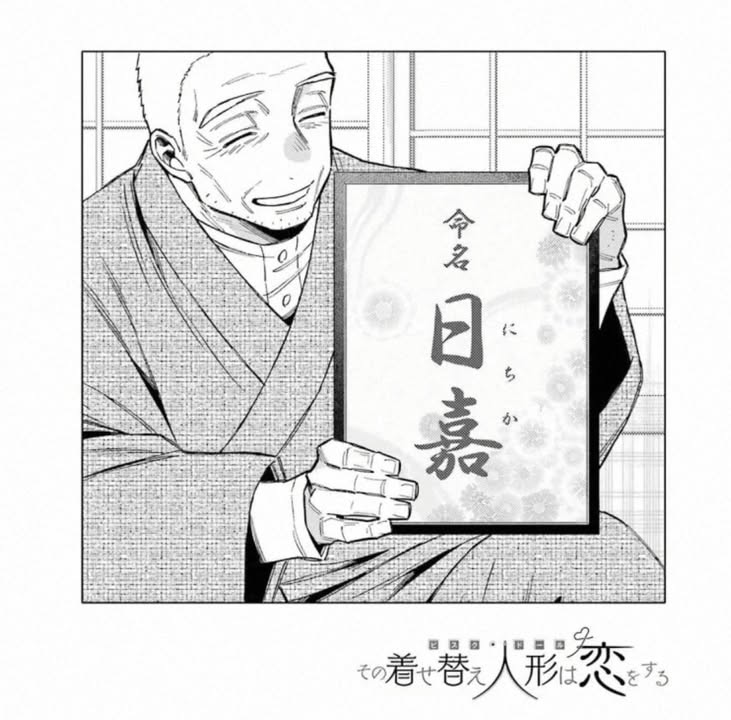 命名
日嘉
にちか
ビスク・ドール
その着せ替え人形は恋をする